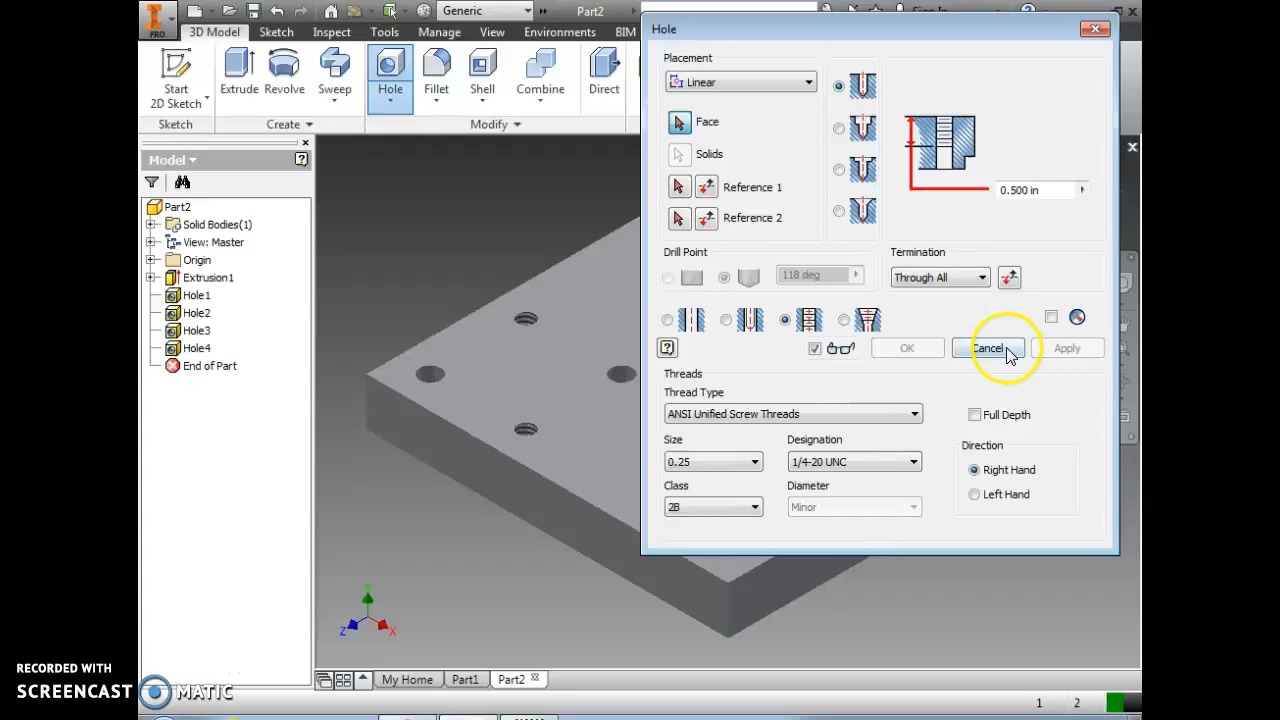 PRO
Generic
Part2
3D Model
Sketch
Inspect
Tools
Manage
View
Environments
BIM
Start
2D Sketch
Extrude
Revolve
Sweep
Hole
Fillet
Shell
Combine
Direct
Sketch
Create
Modify
Model
Part2
Solid Bodies(1)
View: Master
Origin
Extrusion1
Hole1
Hole2
Hole3
Hole4
End of Part
Hole
Placement
Linear
Face
Solids
Reference 1
Reference 2
0.500 in
Drill Point
118 deg
Termination
Through All
OK
Cancel
Apply
Threads
Thread Type
ANSI Unified Screw Threads
Full Depth
Size
0.25
Designation
1/4-20 UNC
Direction
Right Hand
Left Hand
Class
2B
Diameter
Minor
Y
Z
X
My Home
Part1
Part2
1
2
RECORDED WITH
SCREENCAST MATIC